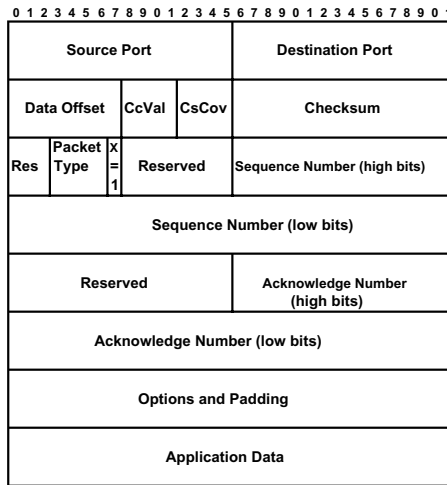 0 1 2 3 4 5 6 7 8 9 0 1 2 3 4 5 6 7 8 9 0 1 2 3 4 5 6 7 8 9 0 1
Source Port Destination Port
Data Offset CcVal CsCov Checksum
Res Packet Type x = 1 Reserved Sequence Number (high bits)
Sequence Number (low bits)
Reserved Acknowledge Number (high bits)
Acknowledge Number (low bits)
Options and Padding
Application Data